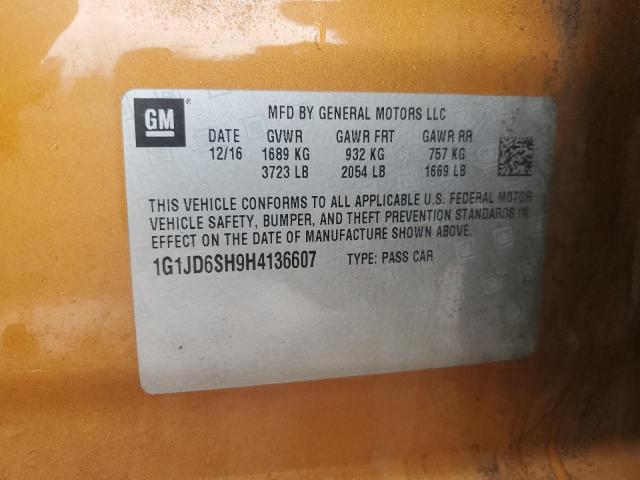 GM
MFD BY GENERAL MOTORS LLC
DATE GVWR GAWR FRT GAWR RR
12/16 1689 KG 932 KG 757 KG
3723 LB 2054 LB 1669 LB
THIS VEHICLE CONFORMS TO ALL APPLICABLE U.S. FEDERAL MOTOR
VEHICLE SAFETY, BUMPER, AND THEFT PREVENTION STANDARDS IN
EFFECT ON THE DATE OF MANUFACTURE SHOWN ABOVE.
1G1JD6SH9H4136607 TYPE: PASS CAR